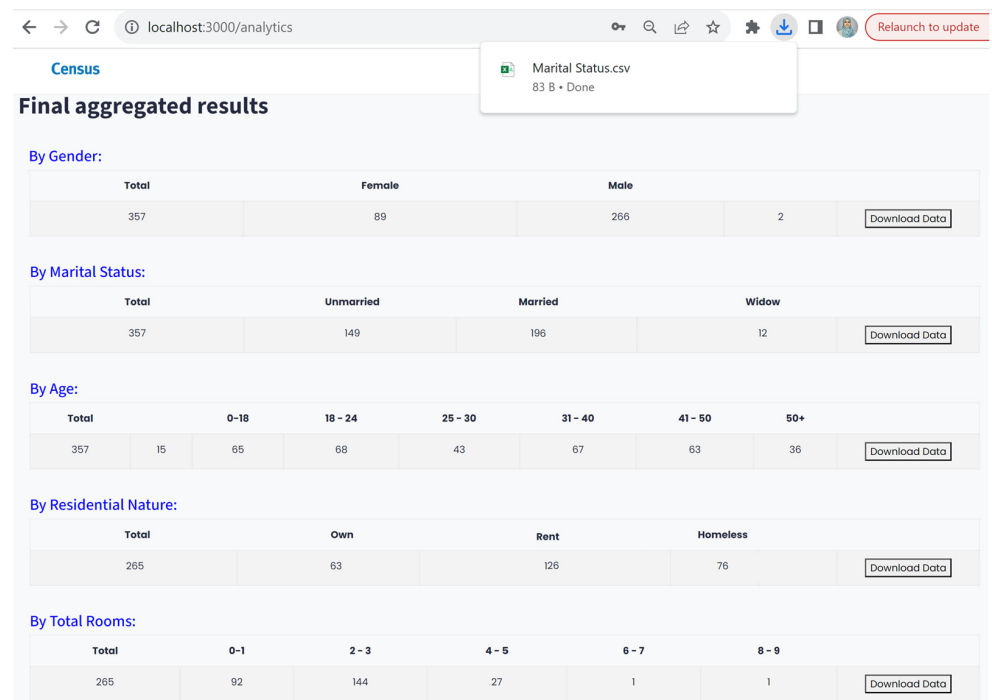 localhost:3000/analytics
Relaunch to update
Census
Marital Status.csv
83 B • Done
Final aggregated results
By Gender:
Total Female Male
357 89 266 2 Download Data
By Marital Status:
Total Unmarried Married Widow
357 149 196 12 Download Data
By Age:
Total 0-18 18 - 24 25 - 30 31 - 40 41 - 50 50+
357 15 65 68 43 67 63 36 Download Data
By Residential Nature:
Total Own Rent Homeless
265 63 126 76 Download Data
By Total Rooms:
Total 0-1 2 - 3 4 - 5 6 - 7 8 - 9
265 92 144 27 1 1 Download Data